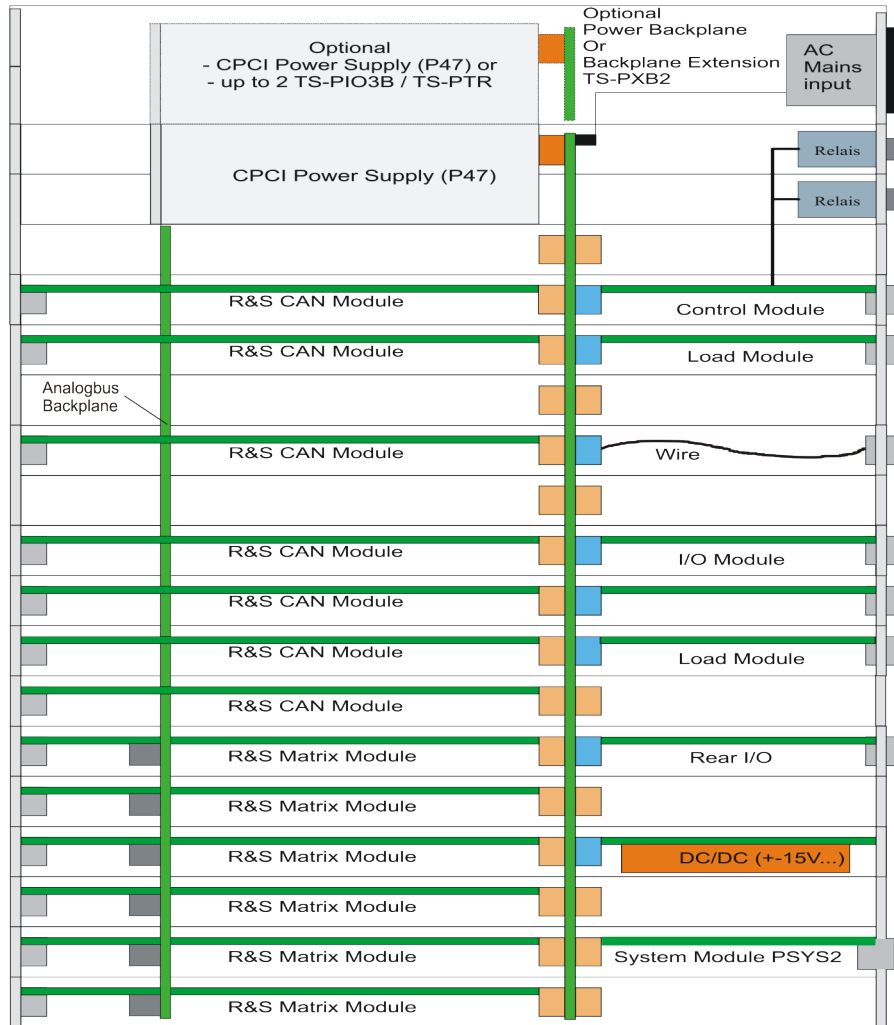 Optional
Power Backplane
Or
Backplane Extension
TS-PXB2
Optional
- CPCI Power Supply (P47) or
- up to 2 TS-PIO3B / TS-PTR
AC
Mains
input
Relais
CPCI Power Supply (P47)
Relais
R&S CAN Module
Control Module
R&S CAN Module
Load Module
Analogbus
Backplane
R&S CAN Module
Wire
R&S CAN Module
I/O Module
R&S CAN Module
R&S CAN Module
Load Module
R&S CAN Module
R&S Matrix Module
Rear I/O
R&S Matrix Module
R&S Matrix Module
DC/DC (+-15V...)
R&S Matrix Module
R&S Matrix Module
System Module PSYS2
R&S Matrix Module